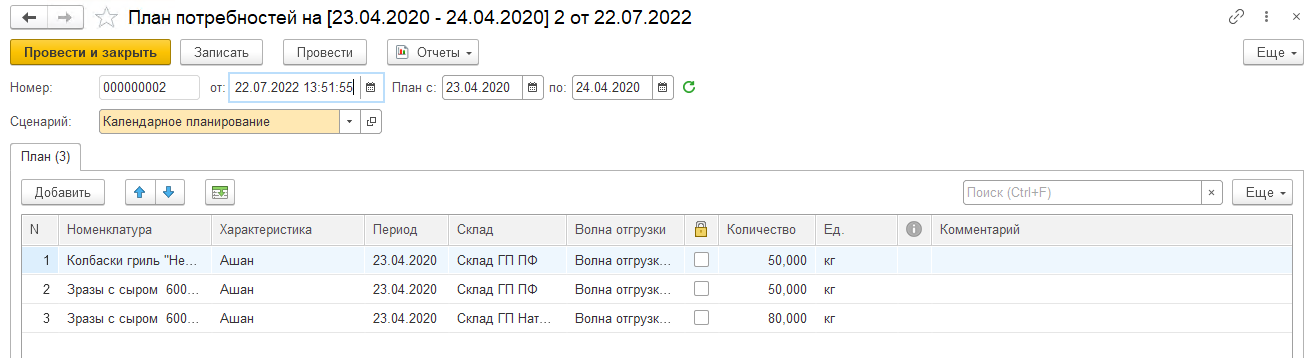 План потребностей на [23.04.2020 - 24.04.2020] 2 от 22.07.2022
Провести и закрыть Записать Провести Отчеты Еще
Номер: 000000002 от: 22.07.2022 13:51:55 План с: 23.04.2020 по: 24.04.2020
Сценарий: Календарное планирование
План (3)
Добавить Поиск (Ctrl+F) × Еще
N Номенклатура Характеристика Период Склад Волна отгрузки Количество Ед. Комментарий
1 Колбаски гриль "Не... Ашан 23.04.2020 Склад ГП ПФ Волна отгрузк... 50,000 кг
2 Зразы с сыром 600... Ашан 23.04.2020 Склад ГП ПФ Волна отгрузк... 50,000 кг
3 Зразы с сыром 600... Ашан 23.04.2020 Склад ГП Нат... Волна отгрузк... 80,000 кг